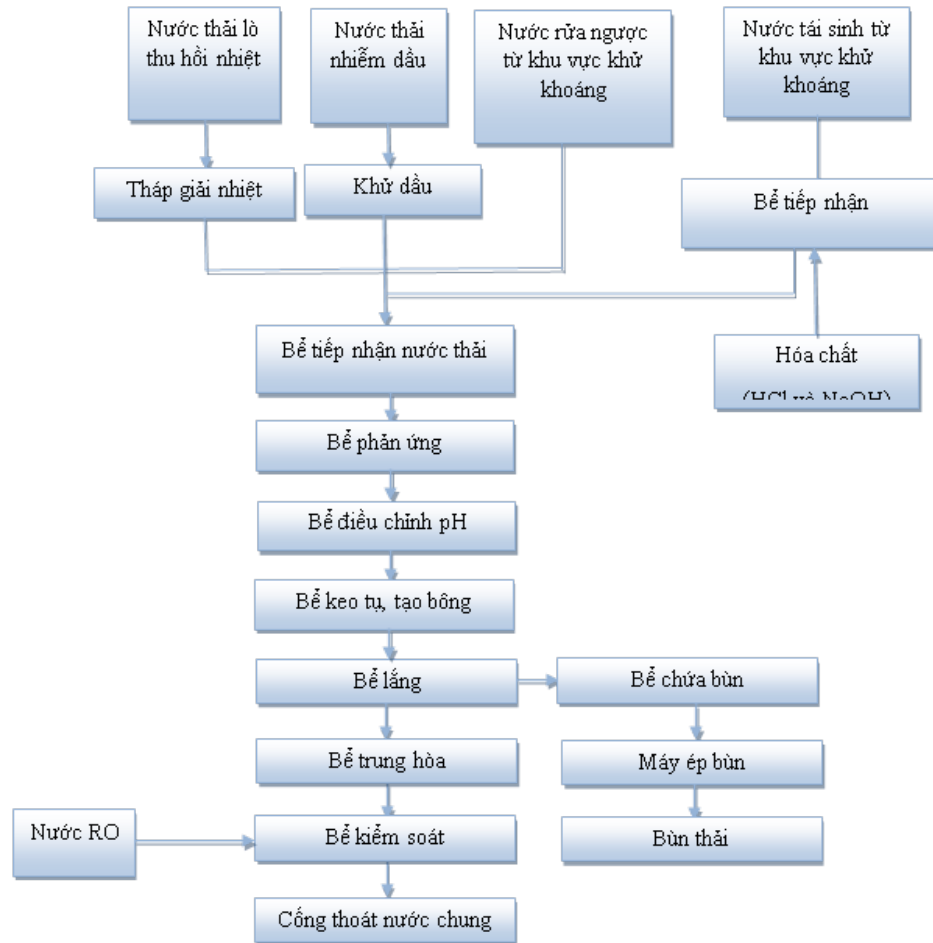 Nước thải lò
thu hồi nhiệt
Nước thải
nhiễm dầu
Nước rửa ngược
từ khu vực khử
khoáng
Nước tái sinh từ
khu vực khử
khoáng
Tháp giải nhiệt
Khử dầu
Bể tiếp nhận
Bể tiếp nhận nước thải
Hóa chất
(HCl và NaOH)
Bể phản ứng
Bể điều chỉnh pH
Bể keo tụ, tạo bông
Bể lắng
Bể chứa bùn
Bể trung hòa
Máy ép bùn
Nước RO
Bể kiểm soát
Bùn thải
Cống thoát nước chung